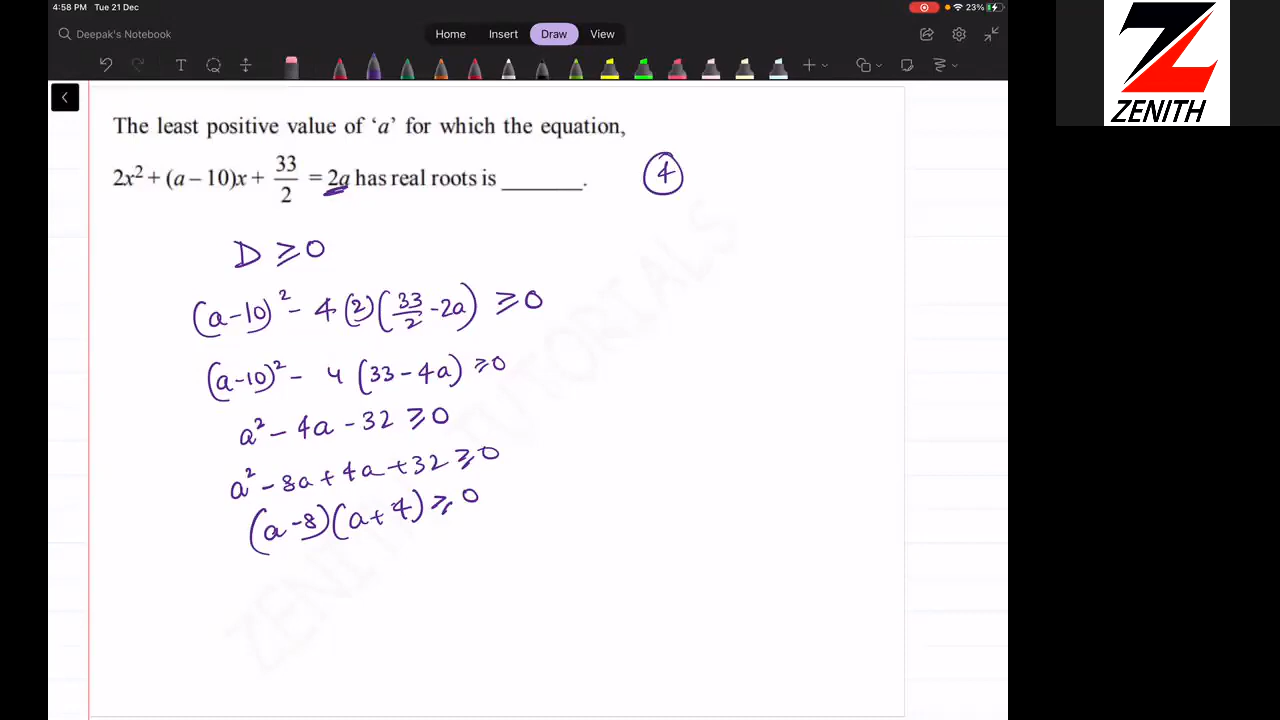 4:58 PM Tue 21 Dec
23%
Deepak's Notebook
Home Insert Draw View
ZENITH
The least positive value of ‘a’ for which the equation,
2x² + (a – 10)x + 33/2 = 2a has real roots is ________.
4
D ≥ 0
(a-10)² - 4(2)(33/2 - 2a) ≥ 0
(a-10)² - 4(33 - 4a) ≥ 0
a² - 4a - 32 ≥ 0
a² - 8a + 4a + 32 ≥ 0
(a-8)(a+4) ≥ 0
ZENITH TUTORIALS